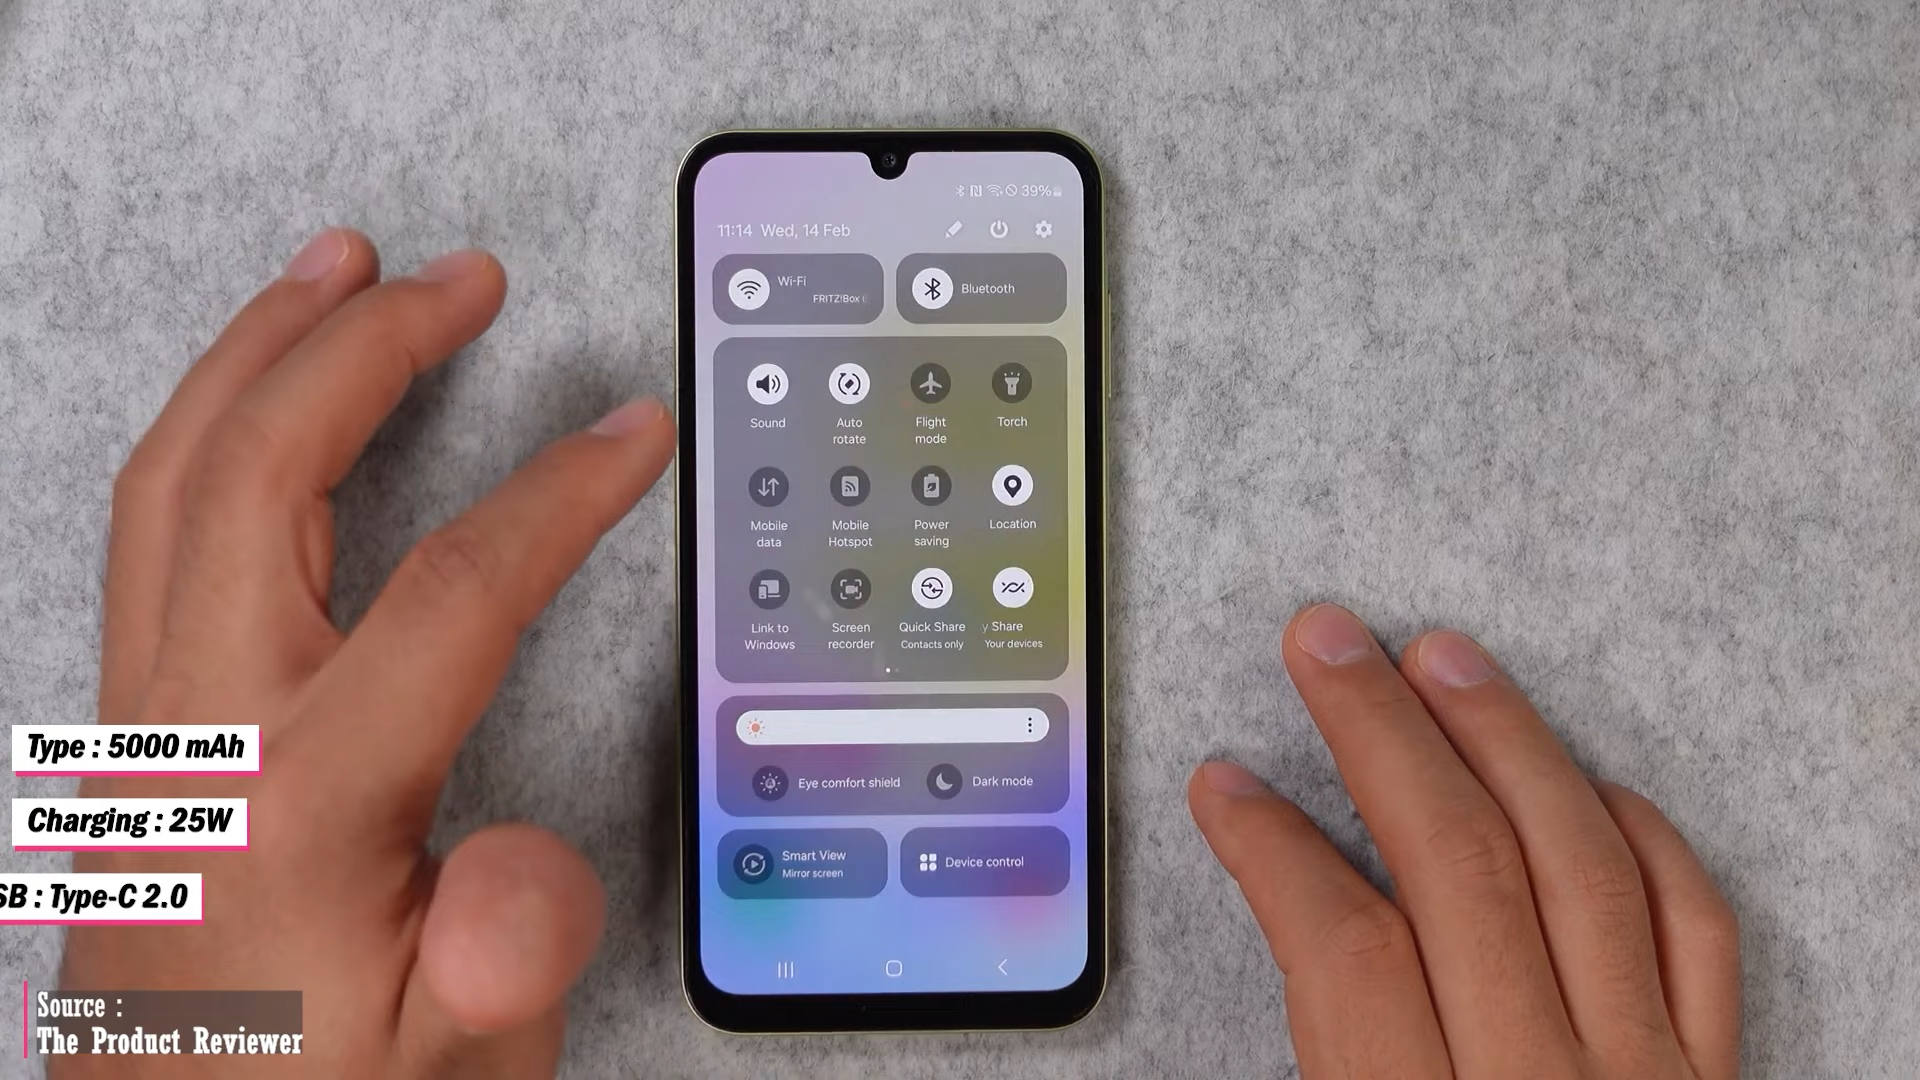 39%
11:14 Wed, 14 Feb
Wi-Fi
FRITZ!Box
Bluetooth
Sound
Auto rotate
Flight mode
Torch
Mobile data
Mobile Hotspot
Power saving
Location
Link to Windows
Screen recorder
Quick Share
Contacts only
y Share
Your devices
Eye comfort shield
Dark mode
Smart View
Mirror screen
Device control
Type : 5000 mAh
Charging : 25W
SB : Type-C 2.0
Source :
The Product Reviewer